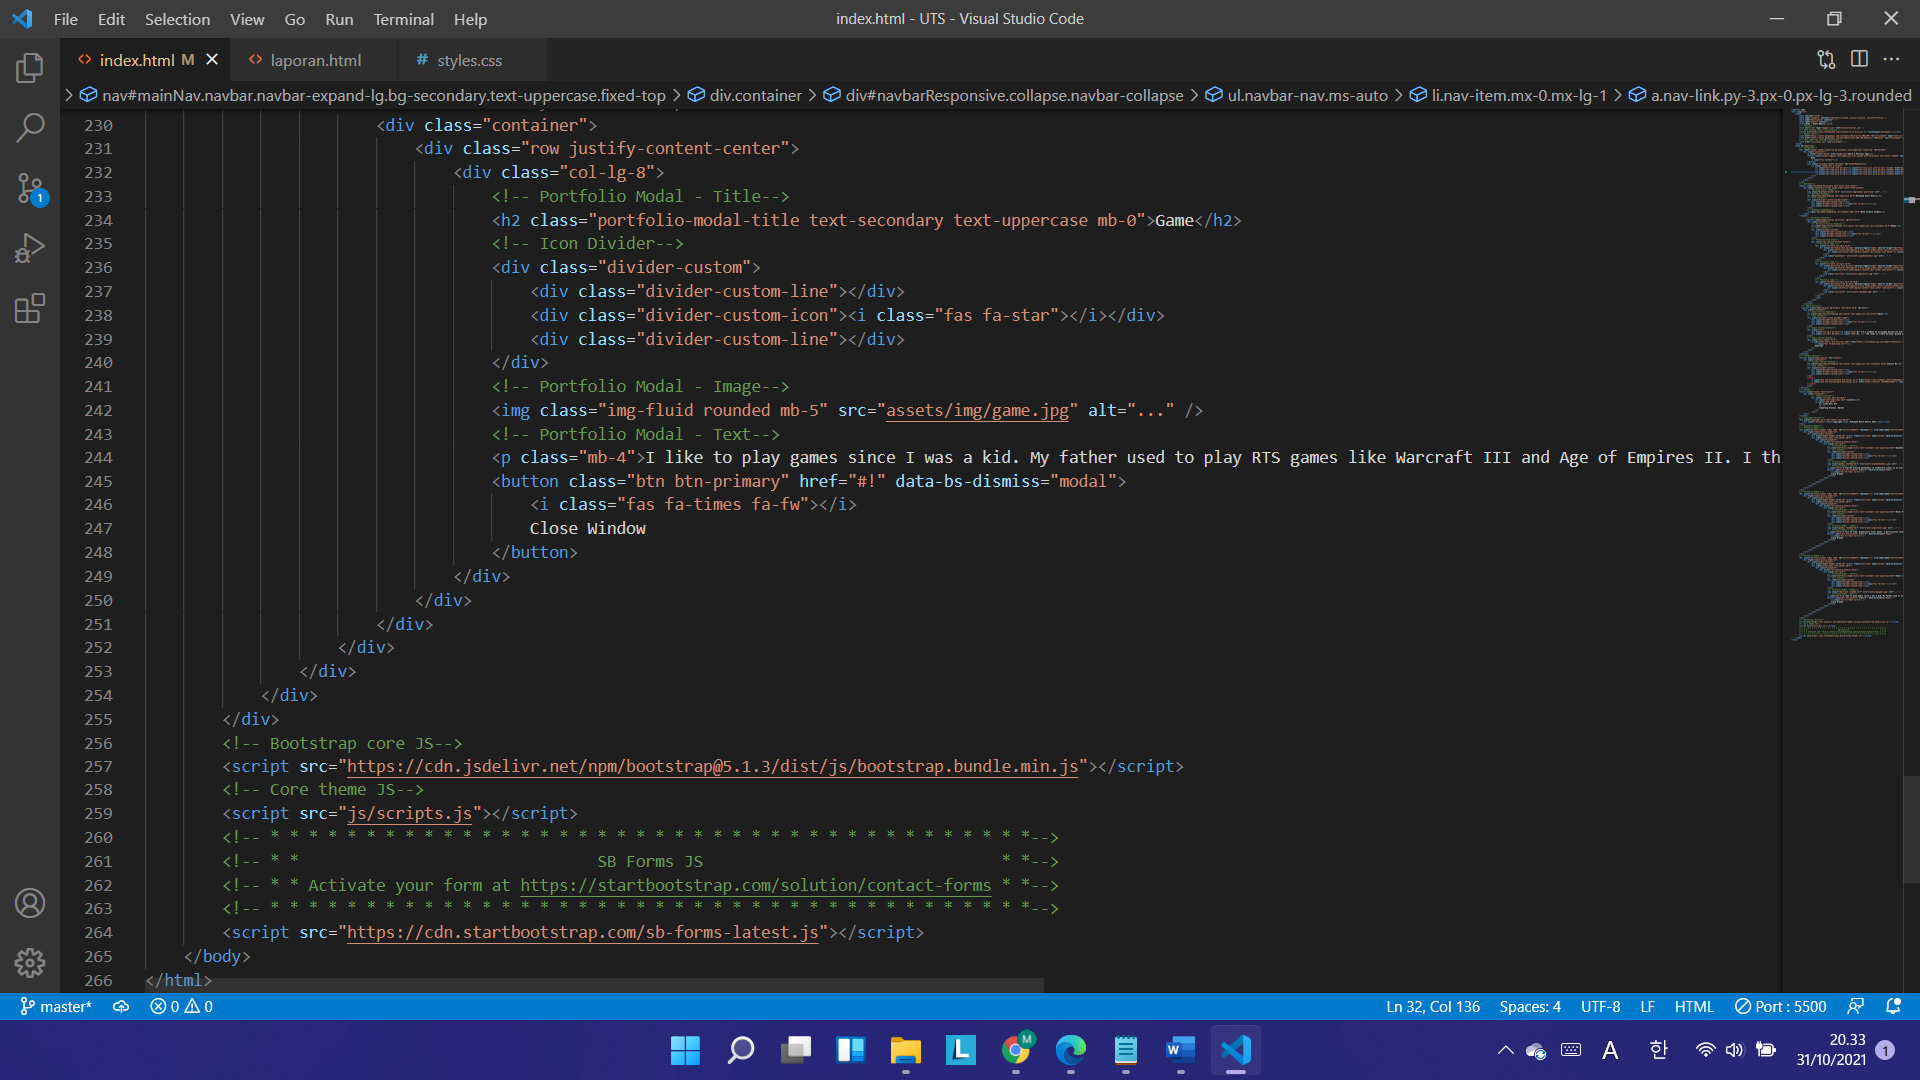 File Edit Selection View Go Run Terminal Help
index.html - UTS - Visual Studio Code
index.html M
laporan.html
# styles.css
nav#mainNav.navbar.navbar-expand-lg.bg-secondary.text-uppercase.fixed-top > div.container > div#navbarResponsive.collapse.navbar-collapse > ul.navbar-nav.ms-auto > li.nav-item.mx-0.mx-lg-1 > a.nav-link.py-3.px-0.px-lg-3.rounded
230 <div class="container">
231 <div class="row justify-content-center">
232 <div class="col-lg-8">
233 <!-- Portfolio Modal - Title-->
234 <h2 class="portfolio-modal-title text-secondary text-uppercase mb-0">Game</h2>
235 <!-- Icon Divider-->
236 <div class="divider-custom">
237 <div class="divider-custom-line"></div>
238 <div class="divider-custom-icon"><i class="fas fa-star"></i></div>
239 <div class="divider-custom-line"></div>
240 </div>
241 <!-- Portfolio Modal - Image-->
242 <img class="img-fluid rounded mb-5" src="assets/img/game.jpg" alt="..." />
243 <!-- Portfolio Modal - Text-->
244 <p class="mb-4">I like to play games since I was a kid. My father used to play RTS games like Warcraft III and Age of Empires II. I thi
245 <button class="btn btn-primary" href="#!" data-bs-dismiss="modal">
246 <i class="fas fa-times fa-fw"></i>
247 Close Window
248 </button>
249 </div>
250 </div>
251 </div>
252 </div>
253 </div>
254 </div>
255 </div>
256 <!-- Bootstrap core JS-->
257 <script src="https://cdn.jsdelivr.net/npm/bootstrap@5.1.3/dist/js/bootstrap.bundle.min.js"></script>
258 <!-- Core theme JS-->
259 <script src="js/scripts.js"></script>
260 <!-- * * * * * * * * * * * * * * * * * * * * * * * * * * * * * * * * * * * * * * * *-->
261 <!-- * * SB Forms JS * *-->
262 <!-- * * Activate your form at https://startbootstrap.com/solution/contact-forms * *-->
263 <!-- * * * * * * * * * * * * * * * * * * * * * * * * * * * * * * * * * * * * * * * *-->
264 <script src="https://cdn.startbootstrap.com/sb-forms-latest.js"></script>
265 </body>
266 </html>
1
master* 0 0 Ln 32, Col 136 Spaces: 4 UTF-8 LF HTML Port : 5500
L M W A 한
20.33
31/10/2021 1